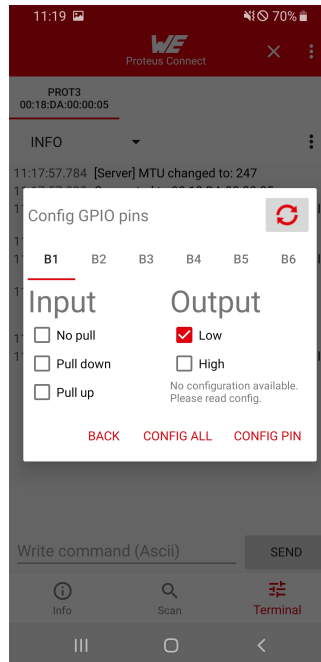 11:19 70%
WE
Proteus Connect
PROT3
00:18:DA:00:00:05
INFO
11:17:57.784 [Server] MTU changed to: 247
Config GPIO pins
B1 B2 B3 B4 B5 B6
Input Output
No pull Low
Pull down High
Pull up
No configuration available.
Please read config.
BACK CONFIG ALL CONFIG PIN
Write command (Ascii) SEND
Info Scan Terminal